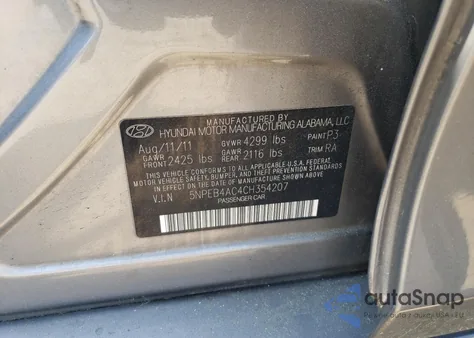 MANUFACTURED BY
HYUNDAI MOTOR MANUFACTURING ALABAMA, LLC
Aug/11/11 GVWR 4299 lbs PAINT P3
GAWR FRONT 2425 lbs GAWR REAR 2116 lbs TRIM RA
THIS VEHICLE CONFORMS TO ALL APPLICABLE U.S.A. FEDERAL
MOTOR VEHICLE SAFETY AND THEFT PREVENTION STANDARDS
IN EFFECT ON THE DATE OF MANUFACTURE SHOWN ABOVE.
V.I.N 5NPEB4AC4CH354207
PASSENGER CAR
autoSnap